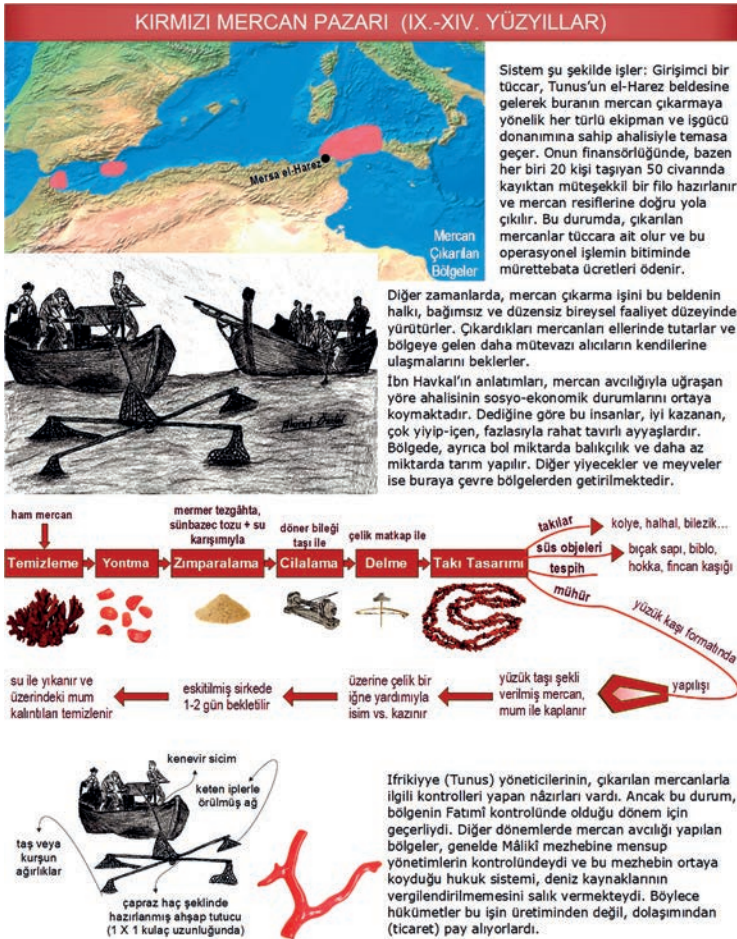 KIRMIZI MERCAN PAZARI (IX.-XIV. YÜZYILLAR)
Mersa el-Harez
Mercan
Çıkarılan
Bölgeler
Sistem şu şekilde işler: Girişimci bir
tüccar, Tunus'un el-Harez beldesine
gelerek buranın mercan çıkarmaya
yönelik her türlü ekipman ve işgücü
donanımına sahip ahalisiyle temasa
geçer. Onun finansörlüğünde, bazen
her biri 20 kişi taşıyan 50 civarında
kayıktan müteşekkil bir filo hazırlanır
ve mercan resiflerine doğru yola
çıkılır. Bu durumda, çıkarılan
mercanlar tüccara ait olur ve bu
operasyonel işlemin bitiminde
mürettebata ücretleri ödenir.
Diğer zamanlarda, mercan çıkarma işini bu beldenin
halkı, bağımsız ve düzensiz bireysel faaliyet düzeyinde
yürütürler. Çıkardıkları mercanları ellerinde tutarlar ve
bölgeye gelen daha mütevazı alıcıların kendilerine
ulaşmalarını beklerler.
İbn Havkal'ın anlatımları, mercan avcılığıyla uğraşan
yöre ahalisinin sosyo-ekonomik durumlarını ortaya
koymaktadır. Dediğine göre bu insanlar, iyi kazanan,
çok yiyip-içen, fazlasıyla rahat tavırlı ayyaşlardır.
Bölgede, ayrıca bol miktarda balıkçılık ve daha az
miktarda tarım yapılır. Diğer yiyecekler ve meyveler
ise buraya çevre bölgelerden getirilmektedir.
ham mercan
mermer tezgâhta,
sünbazec tozu + su
karışımıyla
döner bileği
taşı ile
çelik matkap ile
Temizleme
Yontma
Zımparalama
Cilalama
Delme
Takı Tasarımı
takılar
kolye, halhal, bilezik...
süs objeleri
bıçak sapı, biblo,
hokka, fincan kaşığı
tespih
mühür
yüzük kaşı formatında
yapılışı
yüzük taşı şekli
verilmiş mercan,
mum ile kaplanır
üzerine çelik bir
iğne yardımıyla
isim vs. kazınır
eskitilmiş sirkede
1-2 gün bekletilir
su ile yıkanır ve
üzerindeki mum
kalıntıları temizlenir
kenevir sicim
keten iplerle
örülmüş ağ
taş veya
kurşun
ağırlıklar
çapraz haç şeklinde
hazırlanmış ahşap tutucu
(1 X 1 kulaç uzunluğunda)
Ifrikiyye (Tunus) yöneticilerinin, çıkarılan mercanlarla
ilgili kontrolleri yapan nâzırları vardı. Ancak bu durum,
bölgenin Fatımî kontrolünde olduğu dönem için
geçerliydi. Diğer dönemlerde mercan avcılığı yapılan
bölgeler, genelde Mâlikî mezhebine mensup
yönetimlerin kontrolündeydi ve bu mezhebin ortaya
koyduğu hukuk sistemi, deniz kaynaklarının
vergilendirilmemesini salık vermekteydi. Böylece
hükümetler bu işin üretiminden değil, dolaşımından
(ticaret) pay alıyorlardı.